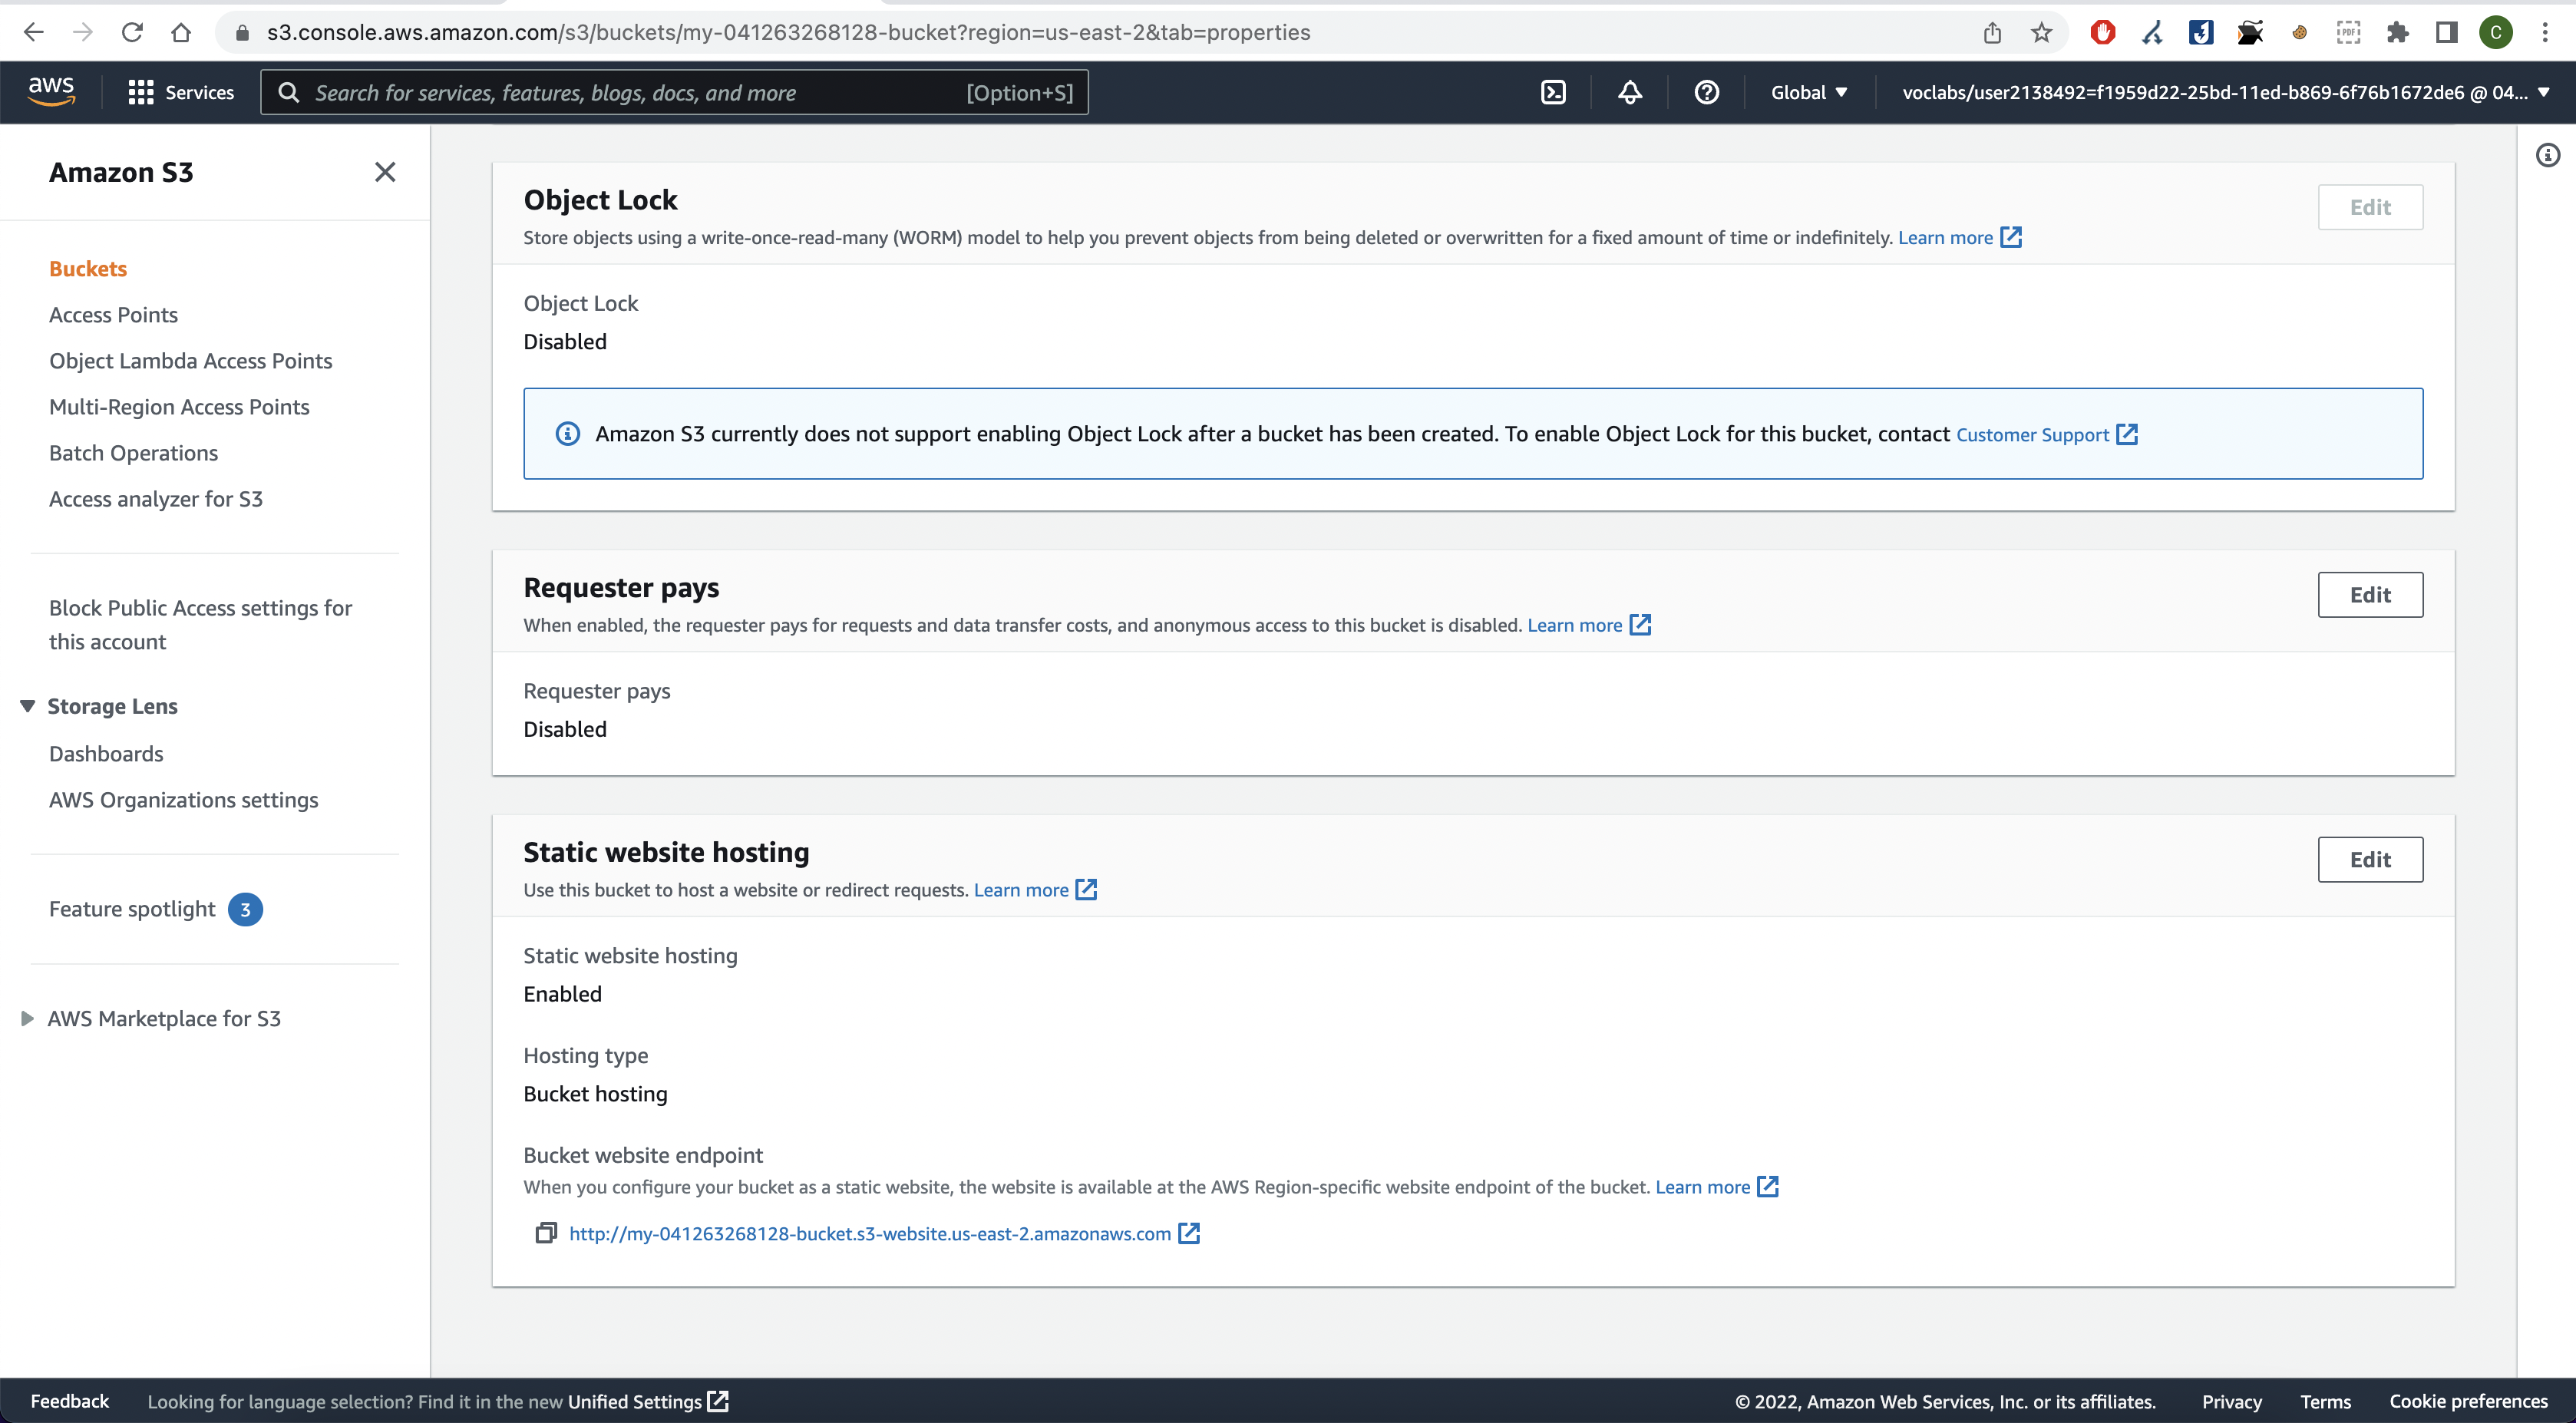 s3.console.aws.amazon.com/s3/buckets/my-041263268128-bucket?region=us-east-2&tab=properties
PDF
C
aws
Services
Search for services, features, blogs, docs, and more
[Option+S]
Global
voclabs/user2138492=f1959d22-25bd-11ed-b869-6f76b1672de6 @ 04...
Amazon S3
Buckets
Access Points
Object Lambda Access Points
Multi-Region Access Points
Batch Operations
Access analyzer for S3
Block Public Access settings for
this account
Storage Lens
Dashboards
AWS Organizations settings
Feature spotlight 3
AWS Marketplace for S3
Object Lock
Edit
Store objects using a write-once-read-many (WORM) model to help you prevent objects from being deleted or overwritten for a fixed amount of time or indefinitely. Learn more
Object Lock
Disabled
Amazon S3 currently does not support enabling Object Lock after a bucket has been created. To enable Object Lock for this bucket, contact Customer Support
Requester pays
Edit
When enabled, the requester pays for requests and data transfer costs, and anonymous access to this bucket is disabled. Learn more
Requester pays
Disabled
Static website hosting
Edit
Use this bucket to host a website or redirect requests. Learn more
Static website hosting
Enabled
Hosting type
Bucket hosting
Bucket website endpoint
When you configure your bucket as a static website, the website is available at the AWS Region-specific website endpoint of the bucket. Learn more
http://my-041263268128-bucket.s3-website.us-east-2.amazonaws.com
Feedback
Looking for language selection? Find it in the new Unified Settings
© 2022, Amazon Web Services, Inc. or its affiliates.
Privacy
Terms
Cookie preferences